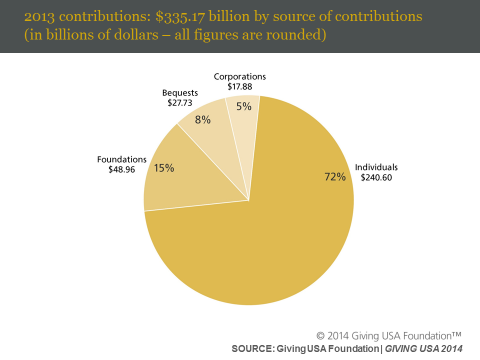 2013 contributions: $335.17 billion by source of contributions
(in billions of dollars – all figures are rounded)
Corporations
$17.88
5%
Bequests
$27.73
8%
Foundations
$48.96
15%
Individuals
$240.60
72%
© 2014 Giving USA Foundation™
SOURCE: Giving USA Foundation| GIVING USA 2014